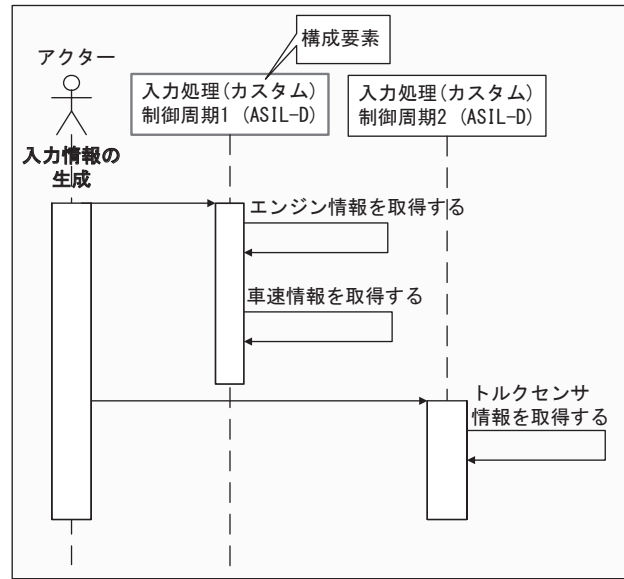 構成要素
アクター
入力処理(カスタム)
制御周期1 (ASIL-D)
入力処理(カスタム)
制御周期2 (ASIL-D)
入力情報の
生成
エンジン情報を取得する
車速情報を取得する
トルクセンサ
情報を取得する